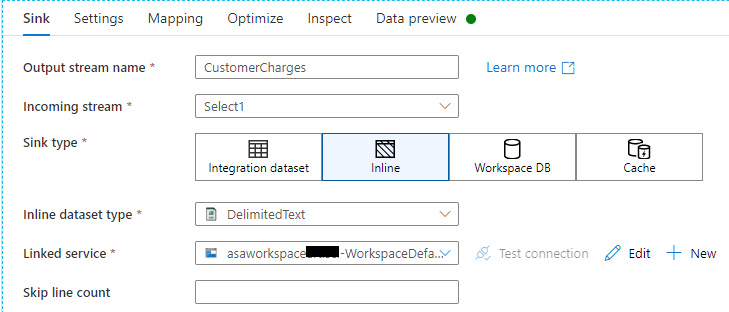 Sink Settings Mapping Optimize Inspect Data preview
Output stream name * CustomerCharges Learn more
Incoming stream * Select1
Sink type * Integration dataset Inline Workspace DB Cache
Inline dataset type * DelimitedText
Linked service * asaworkspace -WorkspaceDefa... Test connection Edit New
Skip line count